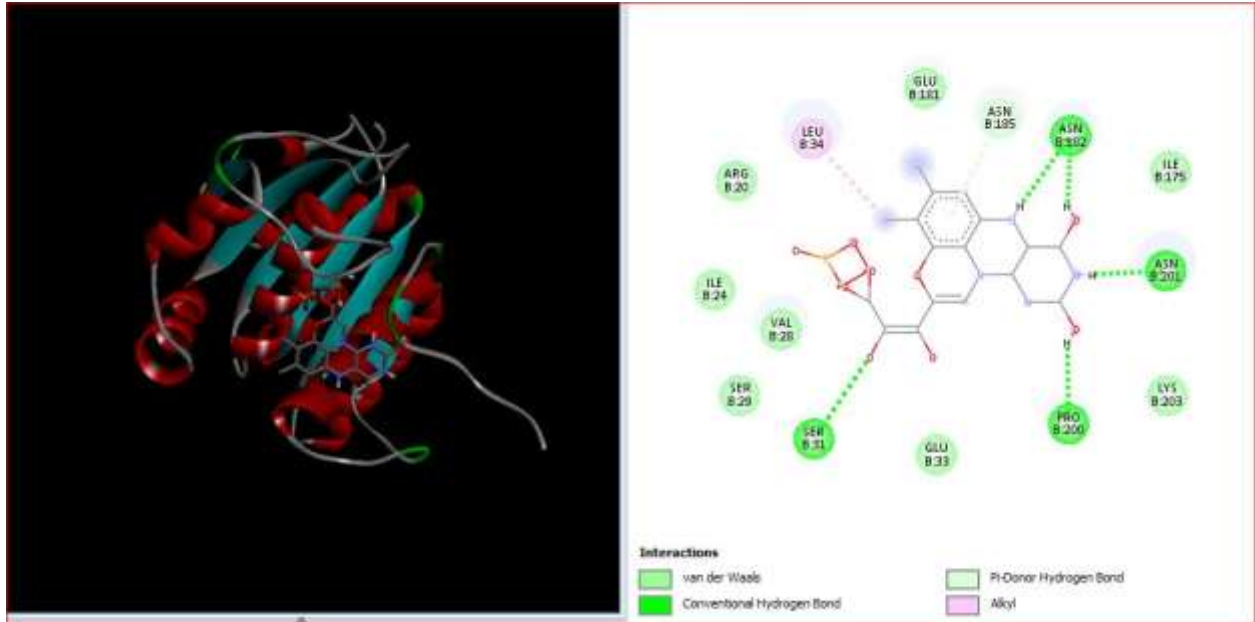 GLU
B:181
ASN
B:185
ASN
B:182
LEU
B:34
ILE
B:175
ARG
B:20
H
H
O
O
O
O
N
H
ASN
B:201
ILE
B:24
O
O
VAL
B:28
O
H
O
O
SER
B:29
LYS
B:203
PRO
B:200
SER
B:31
GLU
B:33
Interactions
van der Waals
Conventional Hydrogen Bond
Pi-Donor Hydrogen Bond
Alkyl